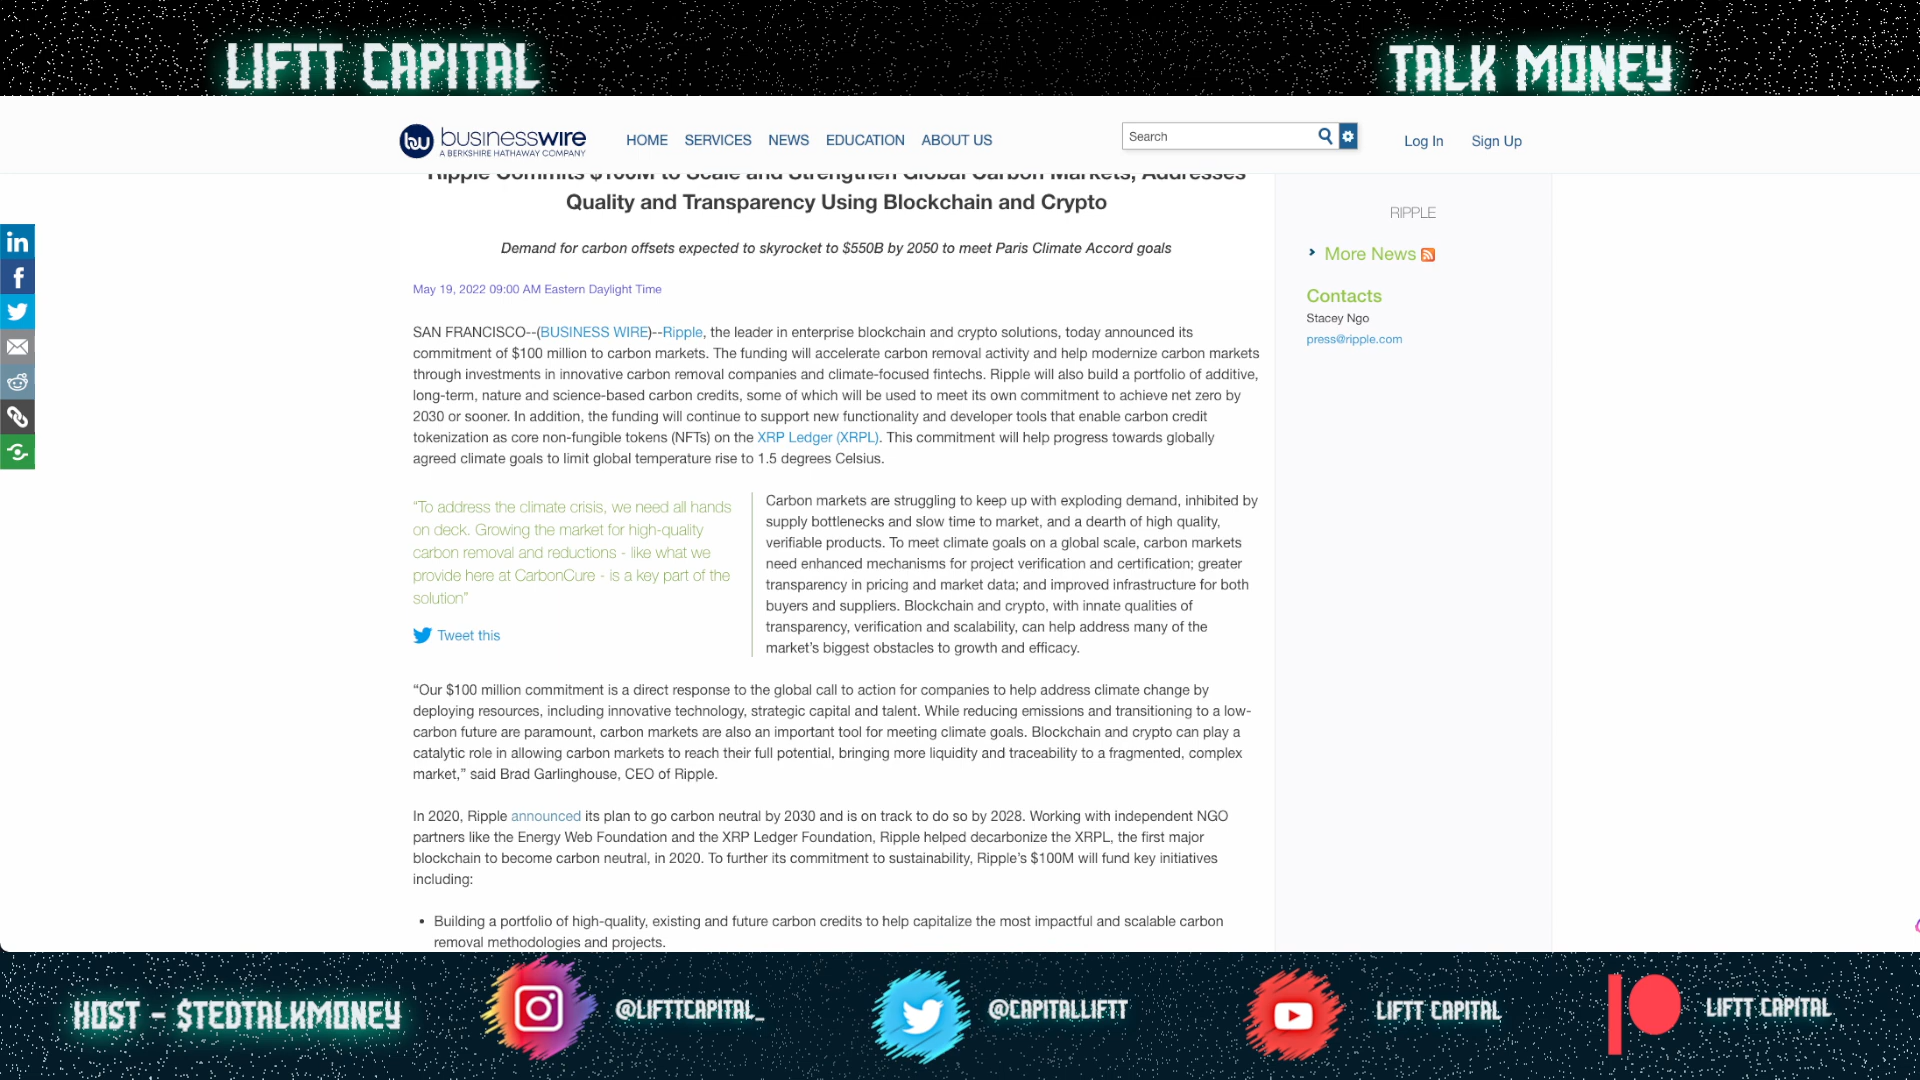 LIFTT CAPITAL
TALK MONEY
bu businesswire
A BERKSHIRE HATHAWAY COMPANY
HOME SERVICES NEWS EDUCATION ABOUT US
Search
Log In Sign Up
Ripple Commits $100M to Scale and Strengthen Global Carbon Markets, Addresses
Quality and Transparency Using Blockchain and Crypto
Demand for carbon offsets expected to skyrocket to $550B by 2050 to meet Paris Climate Accord goals
May 19, 2022 09:00 AM Eastern Daylight Time
SAN FRANCISCO--(BUSINESS WIRE)--Ripple, the leader in enterprise blockchain and crypto solutions, today announced its
commitment of $100 million to carbon markets. The funding will accelerate carbon removal activity and help modernize carbon markets
through investments in innovative carbon removal companies and climate-focused fintechs. Ripple will also build a portfolio of additive,
long-term, nature and science-based carbon credits, some of which will be used to meet its own commitment to achieve net zero by
2030 or sooner. In addition, the funding will continue to support new functionality and developer tools that enable carbon credit
tokenization as core non-fungible tokens (NFTs) on the XRP Ledger (XRPL). This commitment will help progress towards globally
agreed climate goals to limit global temperature rise to 1.5 degrees Celsius.
“To address the climate crisis, we need all hands
on deck. Growing the market for high-quality
carbon removal and reductions - like what we
provide here at CarbonCure - is a key part of the
solution”
Tweet this
Carbon markets are struggling to keep up with exploding demand, inhibited by
supply bottlenecks and slow time to market, and a dearth of high quality,
verifiable products. To meet climate goals on a global scale, carbon markets
need enhanced mechanisms for project verification and certification; greater
transparency in pricing and market data; and improved infrastructure for both
buyers and suppliers. Blockchain and crypto, with innate qualities of
transparency, verification and scalability, can help address many of the
market’s biggest obstacles to growth and efficacy.
“Our $100 million commitment is a direct response to the global call to action for companies to help address climate change by
deploying resources, including innovative technology, strategic capital and talent. While reducing emissions and transitioning to a low-
carbon future are paramount, carbon markets are also an important tool for meeting climate goals. Blockchain and crypto can play a
catalytic role in allowing carbon markets to reach their full potential, bringing more liquidity and traceability to a fragmented, complex
market,” said Brad Garlinghouse, CEO of Ripple.
In 2020, Ripple announced its plan to go carbon neutral by 2030 and is on track to do so by 2028. Working with independent NGO
partners like the Energy Web Foundation and the XRP Ledger Foundation, Ripple helped decarbonize the XRPL, the first major
blockchain to become carbon neutral, in 2020. To further its commitment to sustainability, Ripple’s $100M will fund key initiatives
including:
• Building a portfolio of high-quality, existing and future carbon credits to help capitalize the most impactful and scalable carbon
removal methodologies and projects.
RIPPLE
More News
Contacts
Stacey Ngo
press@ripple.com
HOST - $TEDTALKMONEY
@LIFTTCAPITAL_
@CAPITALLIFTT
LIFTT CAPITAL
LIFTT CAPITAL